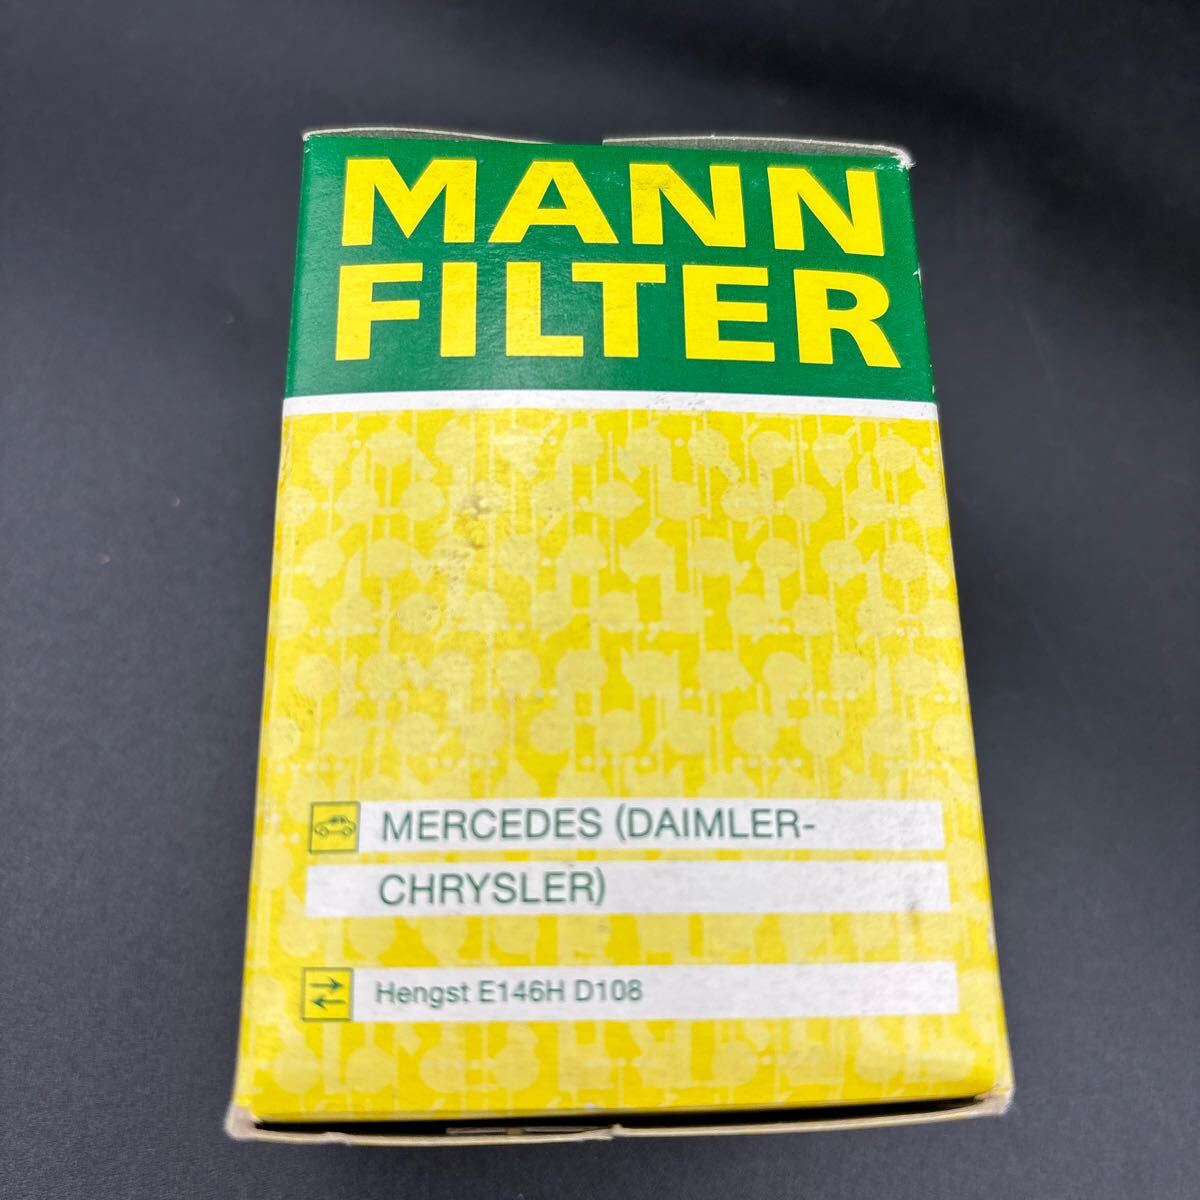 MANN
FILTER
MERCEDES (DAIMLER-
CHRYSLER)
Hengst E146H D108